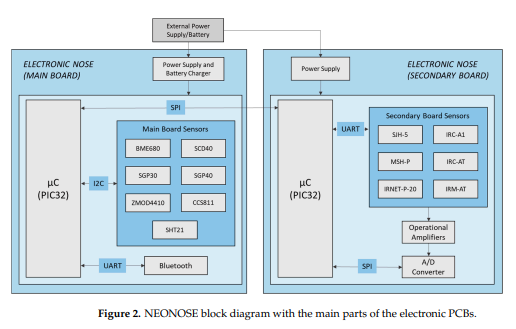 External Power
Supply/Battery
ELECTRONIC NOSE
(MAIN BOARD)
Power Supply and
Battery Charger
Power Supply
ELECTRONIC NOSE
(SECONDARY BOARD)
SPI
µC
(PIC32)
I2C
Main Board Sensors
BME680
SCD40
SGP30
SGP40
ZMOD4410
CCS811
SHT21
UART
Bluetooth
µC
(PIC32)
UART
Secondary Board Sensors
SJH-5
IRC-A1
MSH-P
IRC-AT
IRNET-P-20
IRM-AT
Operational
Amplifiers
SPI
A/D
Converter
Figure 2. NEONOSE block diagram with the main parts of the electronic PCBs.